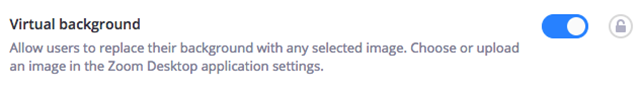 Virtual background
Allow users to replace their background with any selected image. Choose or upload
an image in the Zoom Desktop application settings.